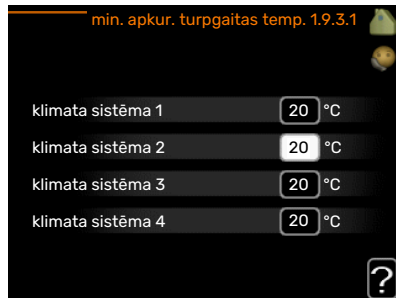 min. apkur. turpgaitas temp. 1.9.3.1
klimata sistēma 1 20 °C
klimata sistēma 2 20 °C
klimata sistēma 3 20 °C
klimata sistēma 4 20 °C
?